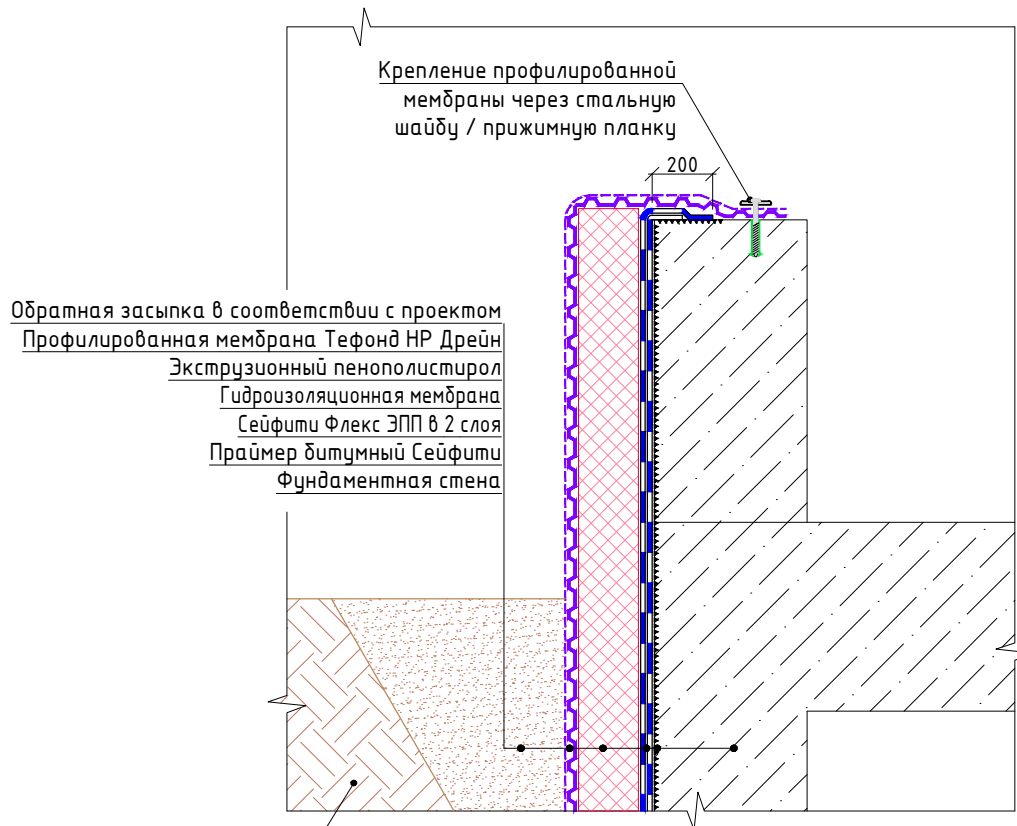 Крепление профилированной
мембраны через стальную
шайбу / прижимную планку
200
Обратная засыпка в соответствии с проектом
Профилированная мембрана Тефонд НР Дрейн
Экструзионный пенополистирол
Гидроизоляционная мембрана
Сейфити Флекс ЭПП в 2 слоя
Праймер битумный Сейфити
Фундаментная стена